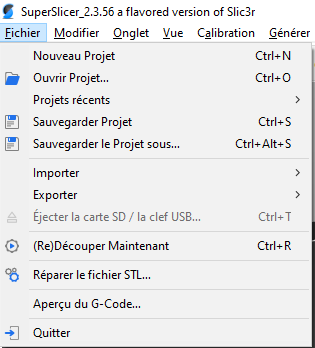 SuperSlicer_2.3.56 a flavored version of Slic3r
Fichier Modifier Onglet Vue Calibration Générer
Nouveau Projet Ctrl+N
Ouvrir Projet... Ctrl+O
Projets récents
Sauvegarder Projet Ctrl+S
Sauvegarder le Projet sous... Ctrl+Alt+S
Importer
Exporter
Éjecter la carte SD / la clef USB... Ctrl+T
(Re)Découper Maintenant Ctrl+R
Réparer le fichier STL...
Aperçu du G-Code...
Quitter